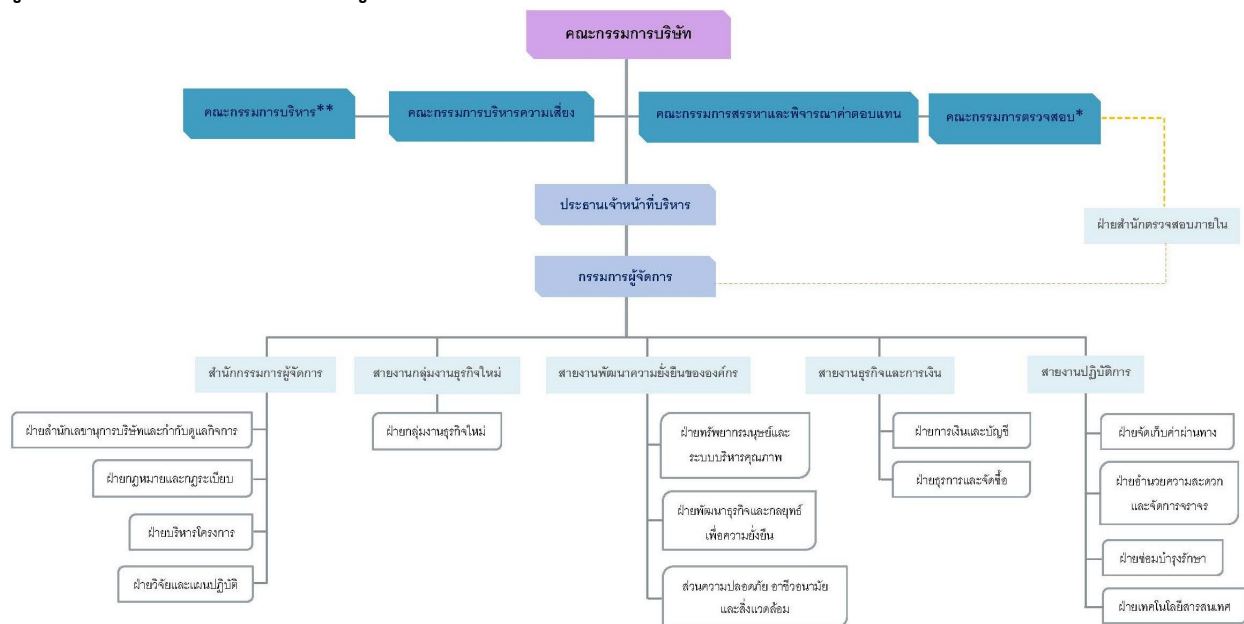 คณะกรรมการบริษัท
คณะกรรมการบริหาร**
คณะกรรมการบริหารความเสี่ยง
คณะกรรมการสรรหาและพิจารณาค่าตอบแทน
คณะกรรมการตรวจสอบ*
ประธานเจ้าหน้าที่บริหาร
ฝ่ายสำนักตรวจสอบภายใน
กรรมการผู้จัดการ
สำนักกรรมการผู้จัดการ
สายงานกลุ่มงานธุรกิจใหม่
สายงานพัฒนาความยั่งยืนขององค์กร
สายงานธุรกิจและการเงิน
สายงานปฏิบัติการ
ฝ่ายสำนักเลขานุการบริษัทและกำกับดูแลกิจการ
ฝ่ายกฎหมายและกฎระเบียบ
ฝ่ายบริหารโครงการ
ฝ่ายวิจัยและแผนปฏิบัติ
ฝ่ายกลุ่มงานธุรกิจใหม่
ฝ่ายทรัพยากรมนุษย์และ
ระบบบริหารคุณภาพ
ฝ่ายพัฒนาธุรกิจและกลยุทธ์
เพื่อความยั่งยืน
ส่วนความปลอดภัย อาชีวอนามัย
และสิ่งแวดล้อม
ฝ่ายการเงินและบัญชี
ฝ่ายธุรการและจัดซื้อ
ฝ่ายจัดเก็บค่าผ่านทาง
ฝ่ายอำนวยความสะดวก
และจัดการจราจร
ฝ่ายซ่อมบำรุงรักษา
ฝ่ายเทคโนโลยีสารสนเทศ